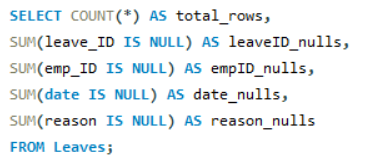 SELECT COUNT(*) AS total_rows,
SUM(leave_ID IS NULL) AS leaveID_nulls,
SUM(emp_ID IS NULL) AS empID_nulls,
SUM(date IS NULL) AS date_nulls,
SUM(reason IS NULL) AS reason_nulls
FROM Leaves;